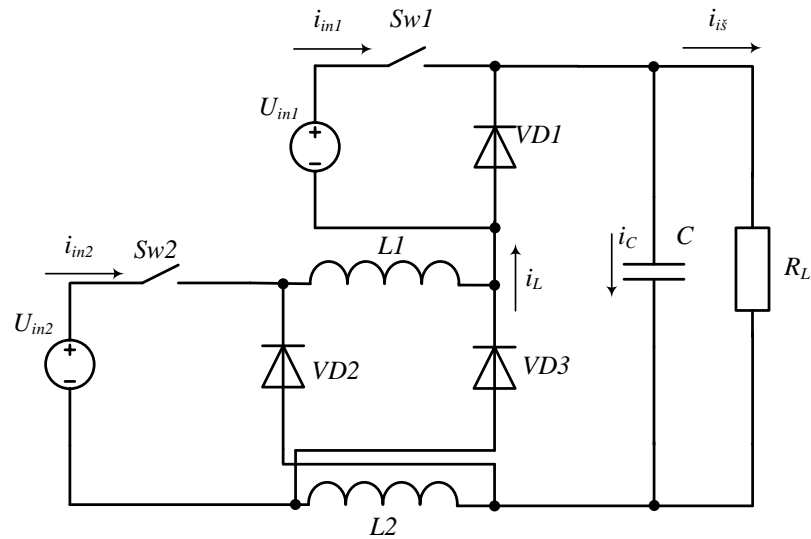 i_in1
Sw1
i_iš
U_in1
+
-
VD1
i_in2
Sw2
L1
i_C
C
i_L
R_L
U_in2
+
-
VD2
VD3
L2